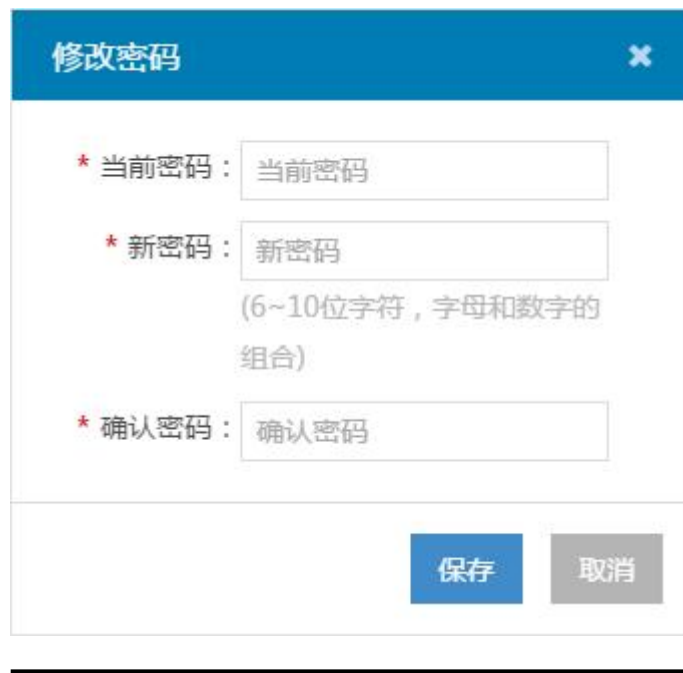 修改密码
* 当前密码： 当前密码
* 新密码： 新密码
(6~10位字符，字母和数字的
组合)
* 确认密码： 确认密码
保存 取消